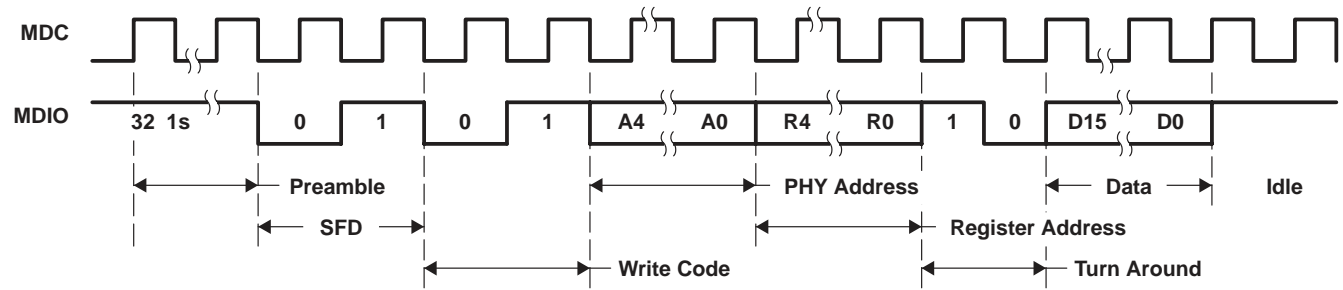 MDC
MDIO
32 1s 0 1 0 1 A4 A0 R4 R0 1 0 D15 D0
Preamble PHY Address Data Idle
SFD Register Address
Write Code Turn Around